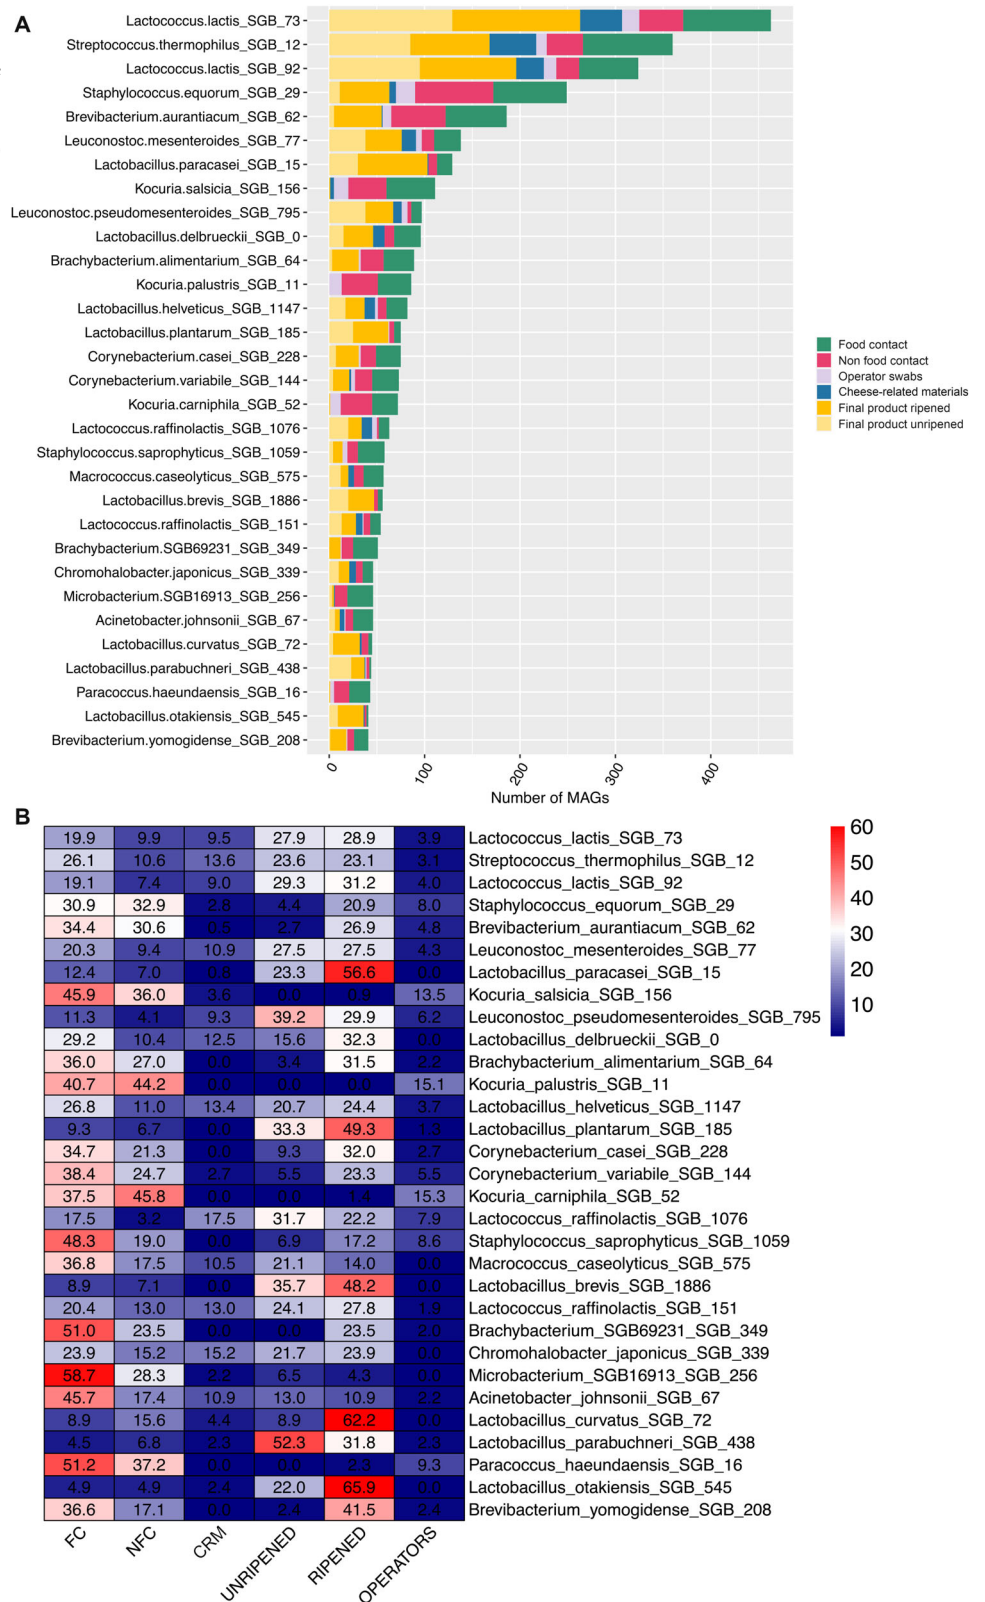 A
Lactococcus.lactis_SGB_73
Streptococcus.thermophilus_SGB_12
Lactococcus.lactis_SGB_92
Staphylococcus.equorum_SGB_29
Brevibacterium.aurantiacum_SGB_62
Leuconostoc.mesenteroides_SGB_77
Lactobacillus.paracasei_SGB_15
Kocuria.salsicia_SGB_156
Leuconostoc.pseudomesenteroides_SGB_795
Lactobacillus.delbrueckii_SGB_0
Brachybacterium.alimentarium_SGB_64
Kocuria.palustris_SGB_11
Lactobacillus.helveticus_SGB_1147
Lactobacillus.plantarum_SGB_185
Corynebacterium.casei_SGB_228
Corynebacterium.variabile_SGB_144
Kocuria.carniphila_SGB_52
Lactococcus.raffinolactis_SGB_1076
Staphylococcus.saprophyticus_SGB_1059
Macrococcus.caseolyticus_SGB_575
Lactobacillus.brevis_SGB_1886
Lactococcus.raffinolactis_SGB_151
Brachybacterium.SGB69231_SGB_349
Chromohalobacter.japonicus_SGB_339
Microbacterium.SGB16913_SGB_256
Acinetobacter.johnsonii_SGB_67
Lactobacillus.curvatus_SGB_72
Lactobacillus.parabuchneri_SGB_438
Paracoccus.haeundaensis_SGB_16
Lactobacillus.otakiensis_SGB_545
Brevibacterium.yomogidense_SGB_208
0 100 200 300 400
Number of MAGs
Food contact
Non food contact
Operator swabs
Cheese-related materials
Final product ripened
Final product unripened
B
19.9 9.9 9.5 27.9 28.9 3.9 Lactococcus_lactis_SGB_73
26.1 10.6 13.6 23.6 23.1 3.1 Streptococcus_thermophilus_SGB_12
19.1 7.4 9.0 29.3 31.2 4.0 Lactococcus_lactis_SGB_92
30.9 32.9 2.8 4.4 20.9 8.0 Staphylococcus_equorum_SGB_29
34.4 30.6 0.5 2.7 26.9 4.8 Brevibacterium_aurantiacum_SGB_62
20.3 9.4 10.9 27.5 27.5 4.3 Leuconostoc_mesenteroides_SGB_77
12.4 7.0 0.8 23.3 56.6 0.0 Lactobacillus_paracasei_SGB_15
45.9 36.0 3.6 0.0 0.9 13.5 Kocuria_salsicia_SGB_156
11.3 4.1 9.3 39.2 29.9 6.2 Leuconostoc_pseudomesenteroides_SGB_795
29.2 10.4 12.5 15.6 32.3 0.0 Lactobacillus_delbrueckii_SGB_0
36.0 27.0 0.0 3.4 31.5 2.2 Brachybacterium_alimentarium_SGB_64
40.7 44.2 0.0 0.0 0.0 15.1 Kocuria_palustris_SGB_11
26.8 11.0 13.4 20.7 24.4 3.7 Lactobacillus_helveticus_SGB_1147
9.3 6.7 0.0 33.3 49.3 1.3 Lactobacillus_plantarum_SGB_185
34.7 21.3 0.0 9.3 32.0 2.7 Corynebacterium_casei_SGB_228
38.4 24.7 2.7 5.5 23.3 5.5 Corynebacterium_variabile_SGB_144
37.5 45.8 0.0 0.0 1.4 15.3 Kocuria_carniphila_SGB_52
17.5 3.2 17.5 31.7 22.2 7.9 Lactococcus_raffinolactis_SGB_1076
48.3 19.0 0.0 6.9 17.2 8.6 Staphylococcus_saprophyticus_SGB_1059
36.8 17.5 10.5 21.1 14.0 0.0 Macrococcus_caseolyticus_SGB_575
8.9 7.1 0.0 35.7 48.2 0.0 Lactobacillus_brevis_SGB_1886
20.4 13.0 13.0 24.1 27.8 1.9 Lactococcus_raffinolactis_SGB_151
51.0 23.5 0.0 0.0 23.5 2.0 Brachybacterium_SGB69231_SGB_349
23.9 15.2 15.2 21.7 23.9 0.0 Chromohalobacter_japonicus_SGB_339
58.7 28.3 2.2 6.5 4.3 0.0 Microbacterium_SGB16913_SGB_256
45.7 17.4 10.9 13.0 10.9 2.2 Acinetobacter_johnsonii_SGB_67
8.9 15.6 4.4 8.9 62.2 0.0 Lactobacillus_curvatus_SGB_72
4.5 6.8 2.3 52.3 31.8 2.3 Lactobacillus_parabuchneri_SGB_438
51.2 37.2 0.0 0.0 2.3 9.3 Paracoccus_haeundaensis_SGB_16
4.9 4.9 2.4 22.0 65.9 0.0 Lactobacillus_otakiensis_SGB_545
36.6 17.1 0.0 2.4 41.5 2.4 Brevibacterium_yomogidense_SGB_208
FC NFC CRM UNRIPENED RIPENED OPERATORS
60
50
40
30
20
10